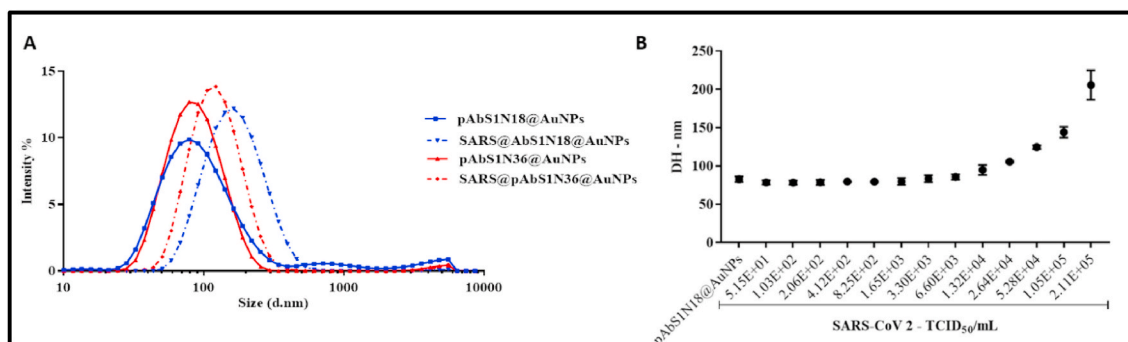 A
15
10
5
0
Intensity %
10
100
1000
10000
Size (d.nm)
pAbS1N18@AuNPs
SARS@AbS1N18@AuNPs
pAbS1N36@AuNPs
SARS@pAbS1N36@AuNPs
B
250
200
150
100
50
0
DH - nm
pAbS1N18@AuNPs
5.15E+01
1.03E+02
2.06E+02
4.12E+02
8.25E+02
1.65E+03
3.30E+03
6.60E+03
1.32E+04
2.64E+04
5.28E+04
1.05E+05
2.11E+05
SARS-CoV 2 - TCID50/mL